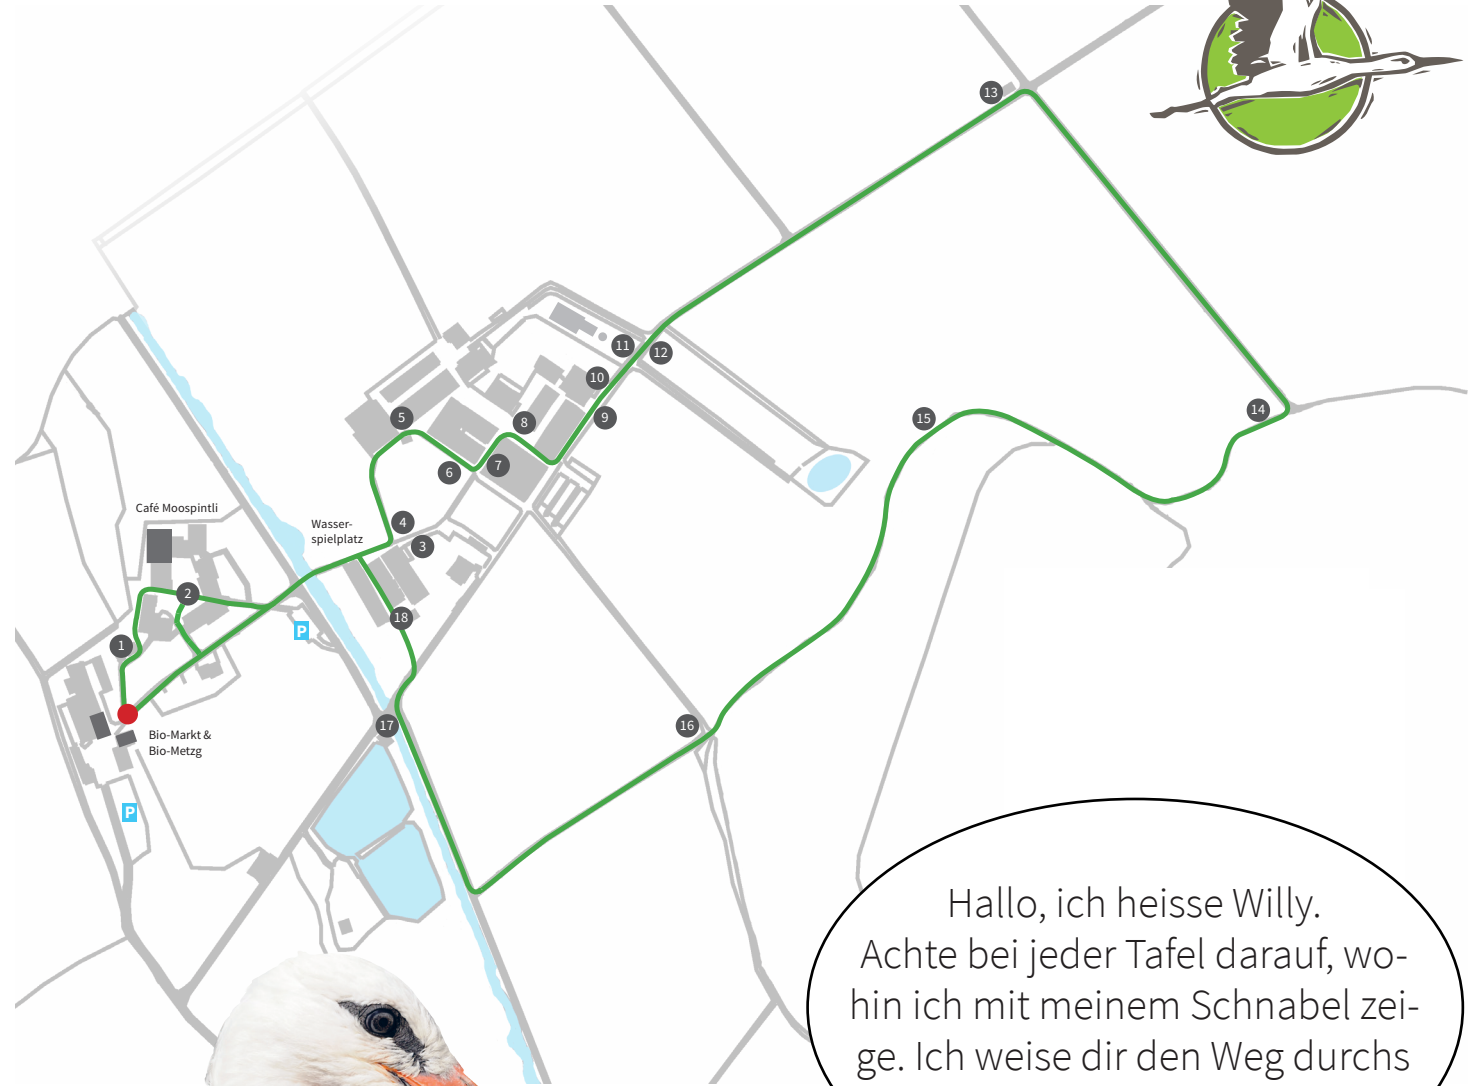 13
11
12
10
5
8
9
14
15
6
7
Café Moospintli
Wasser-
spielplatz
4
3
2
18
P
1
17
16
Bio-Markt &
Bio-Metzg
P
Hallo, ich heisse Willy.
Achte bei jeder Tafel darauf, wo-
hin ich mit meinem Schnabel zei-
ge. Ich weise dir den Weg durchs